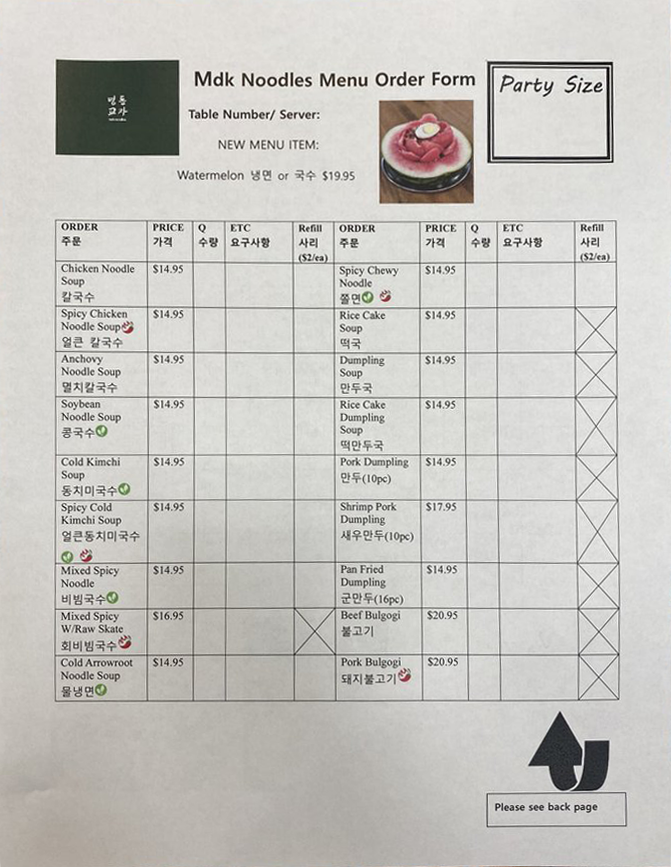 명동
교자
Mdk Noodles Menu Order Form
Party Size
Table Number/ Server:
NEW MENU ITEM:
Watermelon 냉면 or 국수 $19.95
ORDER PRICE Q ETC Refill ORDER PRICE Q ETC Refill
주문 가격 수량 요구사항 사리 주문 가격 수량 요구사항 사리
($2/ea) ($2/ea)
Chicken Noodle $14.95 Spicy Chewy $14.95
Soup Noodle
칼국수 쫄면
Spicy Chicken $14.95 Rice Cake $14.95
Noodle Soup Soup
얼큰 칼국수 떡국
Anchovy $14.95 Dumpling $14.95
Noodle Soup Soup
멸치칼국수 만두국
Soybean $14.95 Rice Cake $14.95
Noodle Soup Dumpling
콩국수 Soup
떡만두국
Cold Kimchi $14.95 Pork Dumpling $14.95
Soup 만두(10pc)
동치미국수
Spicy Cold $14.95 Shrimp Pork $17.95
Kimchi Soup Dumpling
얼큰동치미국수 새우만두(10pc)
Mixed Spicy $14.95 Pan Fried $14.95
Noodle Dumpling
비빔국수 군만두(16pc)
Mixed Spicy $16.95 Beef Bulgogi $20.95
W/Raw Skate 불고기
회비빔국수
Cold Arrowroot $14.95 Pork Bulgogi $20.95
Noodle Soup 돼지불고기
물냉면
Please see back page